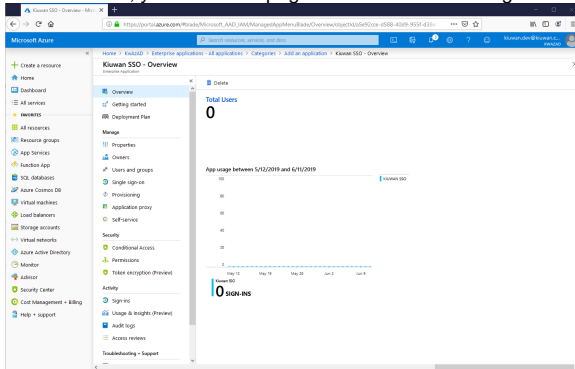 Kiuwan SSO - Overview - Micro
https://portal.azure.com/#blade/Microsoft_AAD_IAM/ManagedAppMenuBlade/Overview/objectId/
Microsoft Azure
Search resources, services, and docs
kiuwan.dev@kiuwan.c...
KWAZAD
Home > KwAzAD > Enterprise applications - All applications > Categories > Add an application > Kiuwan SSO - Overview
Kiuwan SSO - Overview
Enterprise Application
Create a resource
Home
Dashboard
All services
FAVORITES
All resources
Resource groups
App Services
Function App
SQL databases
Azure Cosmos DB
Virtual machines
Load balancers
Storage accounts
Virtual networks
Azure Active Directory
Monitor
Advisor
Security Center
Cost Management + Billing
Help + support
Overview
Getting started
Deployment Plan
Manage
Properties
Owners
Users and groups
Single sign-on
Provisioning
Application proxy
Self-service
Security
Conditional Access
Permissions
Token encryption (Preview)
Activity
Sign-ins
Usage & insights (Preview)
Audit logs
Access reviews
Troubleshooting + Support
Delete
Total Users
0
App usage between 5/12/2019 and 6/11/2019
100
80
60
40
20
0
May 12 May 19 May 26 Jun 2 Jun 9
KIUWAN SSO
Kiuwan SSO
0 SIGN-INS